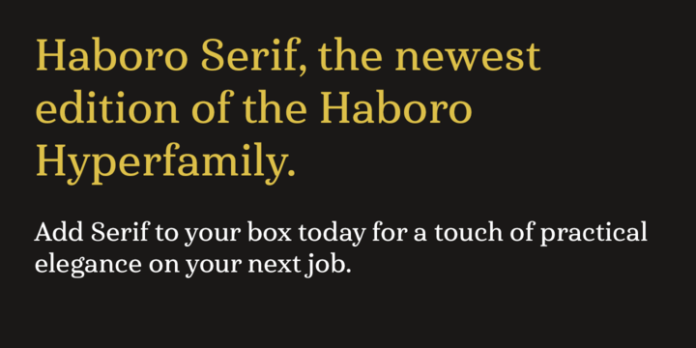 Haboro Serif, the newest
edition of the Haboro
Hyperfamily.
Add Serif to your box today for a touch of practical
elegance on your next job.